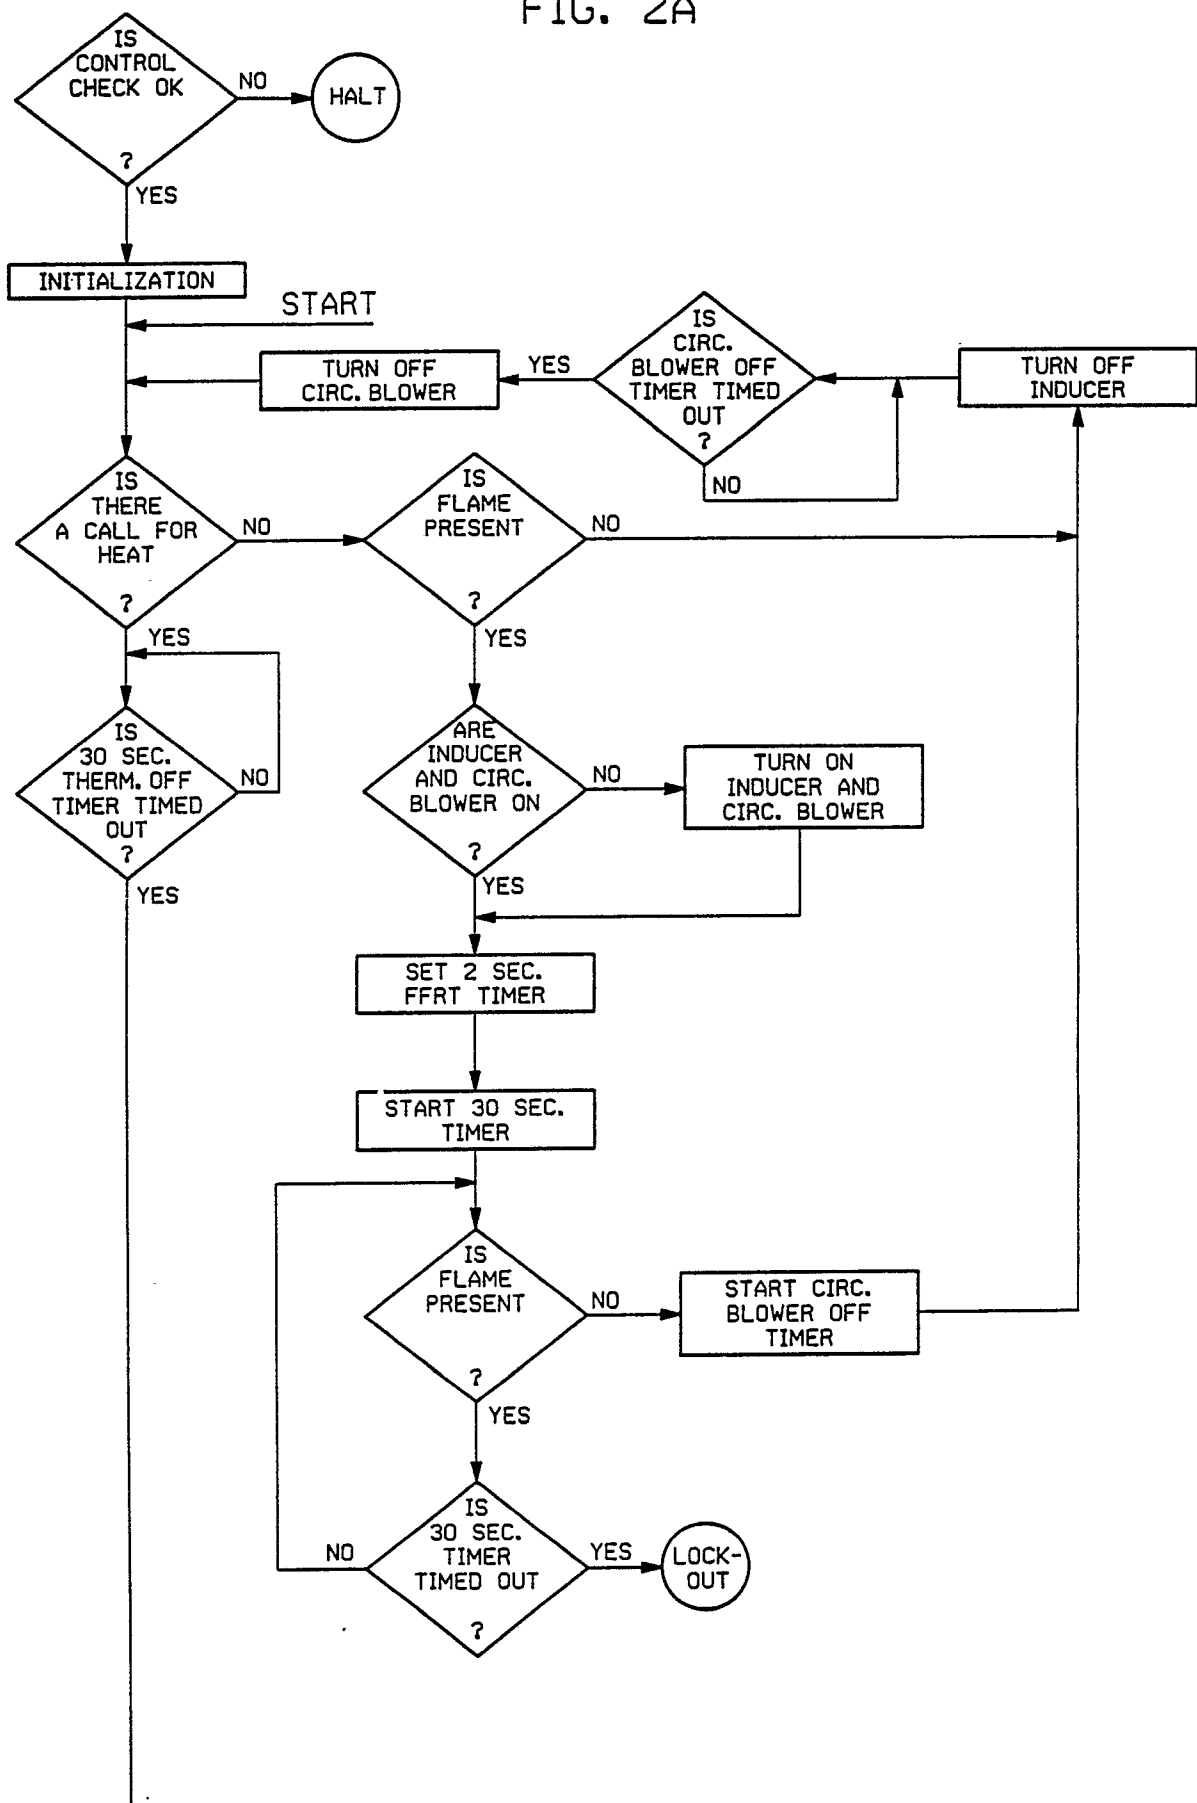 FIG. 2A
IS
CONTROL
CHECK OK
?
NO
HALT
YES
INITIALIZATION
START
TURN OFF
CIRC. BLOWER
YES
IS
CIRC.
BLOWER OFF
TIMER TIMED
OUT
?
NO
TURN OFF
INDUCER
IS
THERE
A CALL FOR
HEAT
?
NO
YES
IS
FLAME
PRESENT
?
NO
YES
IS
30 SEC.
THERM. OFF
TIMER TIMED
OUT
?
NO
YES
ARE
INDUCER
AND CIRC.
BLOWER ON
?
NO
YES
TURN ON
INDUCER AND
CIRC. BLOWER
SET 2 SEC.
FFRT TIMER
START 30 SEC.
TIMER
IS
FLAME
PRESENT
?
NO
YES
START CIRC.
BLOWER OFF
TIMER
IS
30 SEC.
TIMER
TIMED OUT
?
NO
YES
LOCK-
OUT